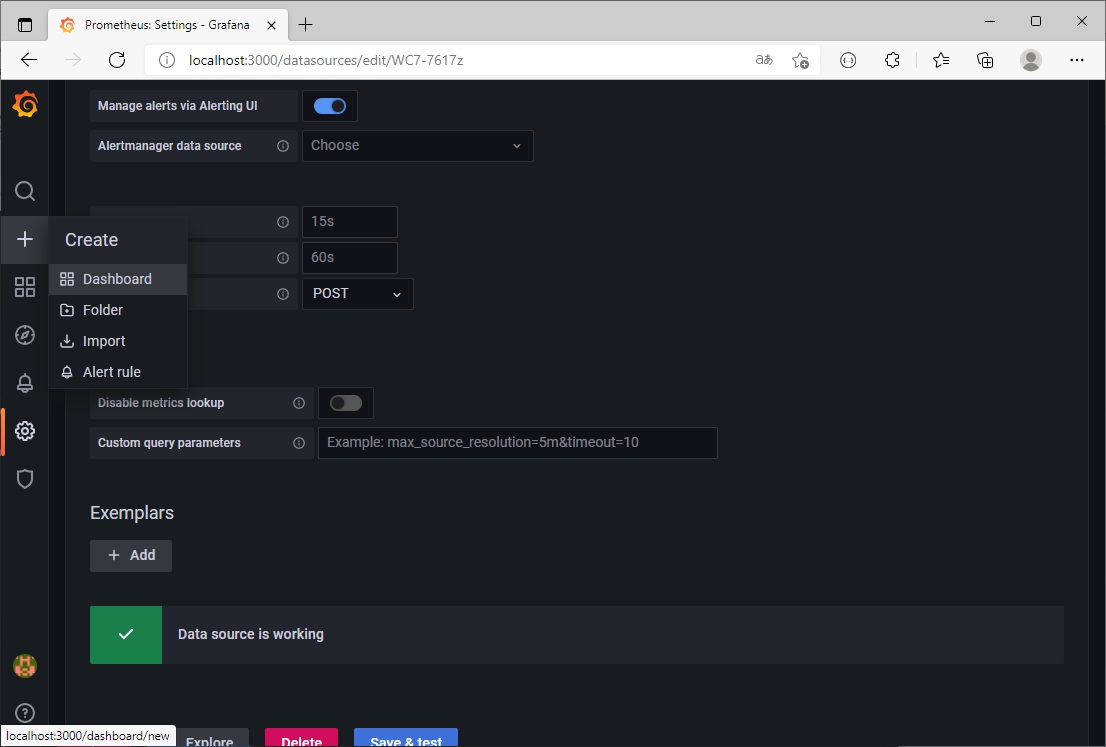 Prometheus: Settings - Grafana
localhost:3000/datasources/edit/WC7-7617z
Manage alerts via Alerting UI
Alertmanager data source
Choose
15s
Create
60s
Dashboard
POST
Folder
Import
Alert rule
Disable metrics lookup
Custom query parameters
Example: max_source_resolution=5m&timeout=10
Exemplars
Add
Data source is working
localhost:3000/dashboard/new
Explore
Delete
Save & test